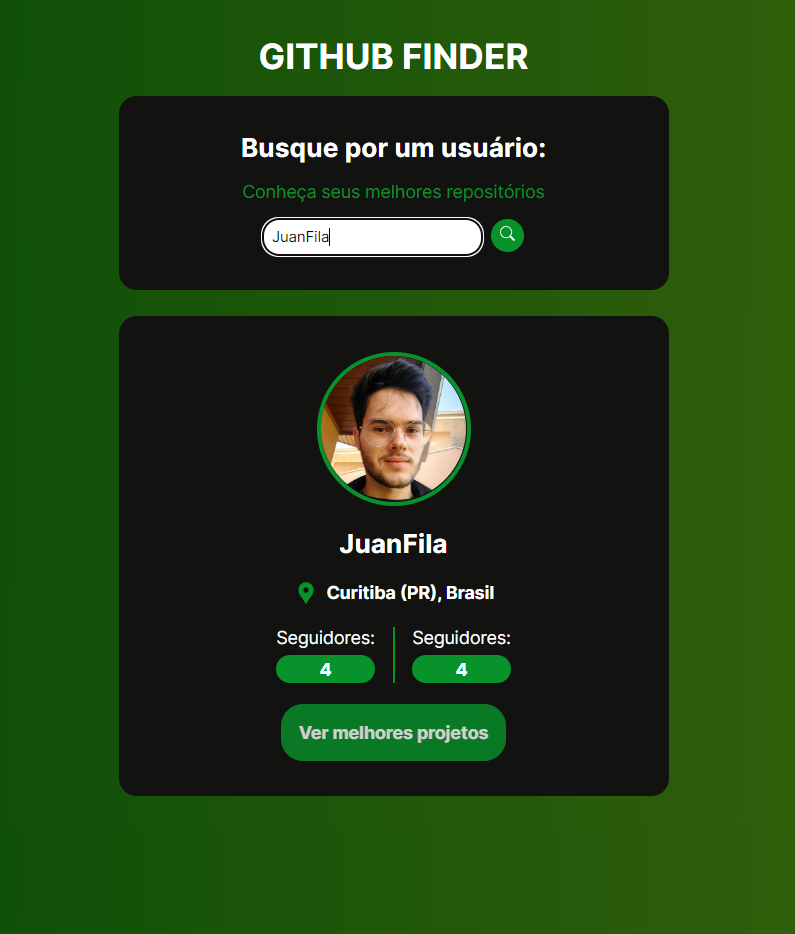 GITHUB FINDER
Busque por um usuário:
Conheça seus melhores repositórios
JuanFila
JuanFila
Curitiba (PR), Brasil
Seguidores: Seguidores:
4 4
Ver melhores projetos